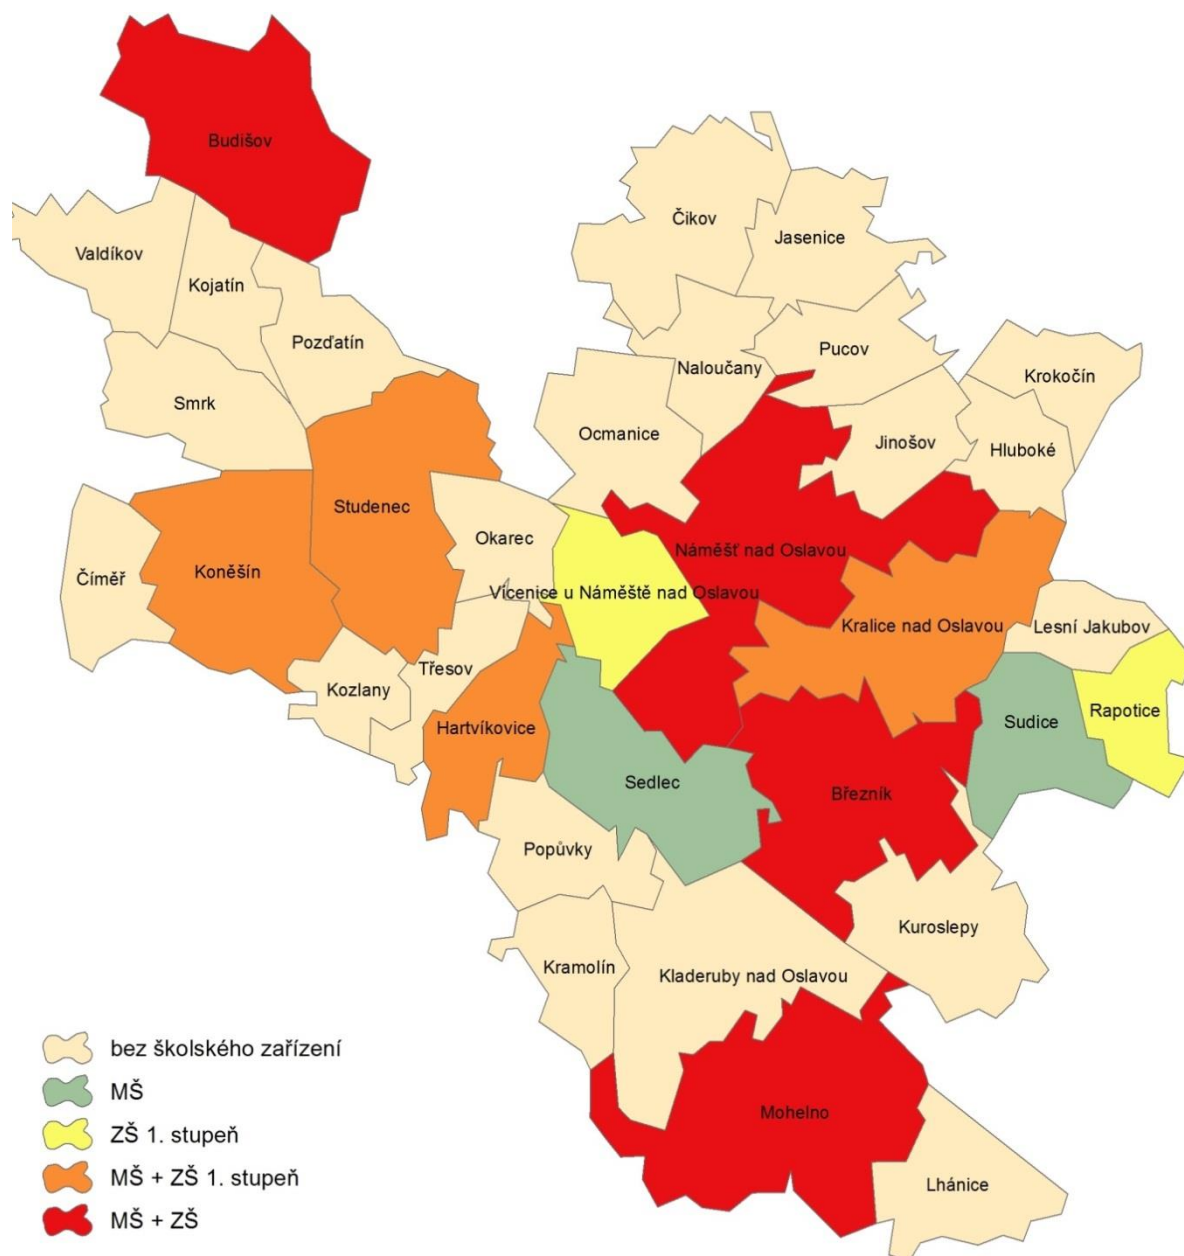 Budišov
Čikov
Jasenice
Valdíkov
Kojatín
Pozďatín
Pucov
Naloučany
Krokočín
Smrk
Ocmanice
Jinošov
Hluboké
Studenec
Okarec
Náměšť nad Oslavou
Koněšín
Číměř
Vícenice u Náměště nad Oslavou
Kralice nad Oslavou
Lesní Jakubov
Třesov
Kozlany
Rapotice
Hartvíkovice
Sudice
Sedlec
Březník
Popůvky
Kuroslepy
Kramolín
Kladeruby nad Oslavou
Mohelno
Lhánice
bez školského zařízení
MŠ
ZŠ 1. stupeň
MŠ + ZŠ 1. stupeň
MŠ + ZŠ